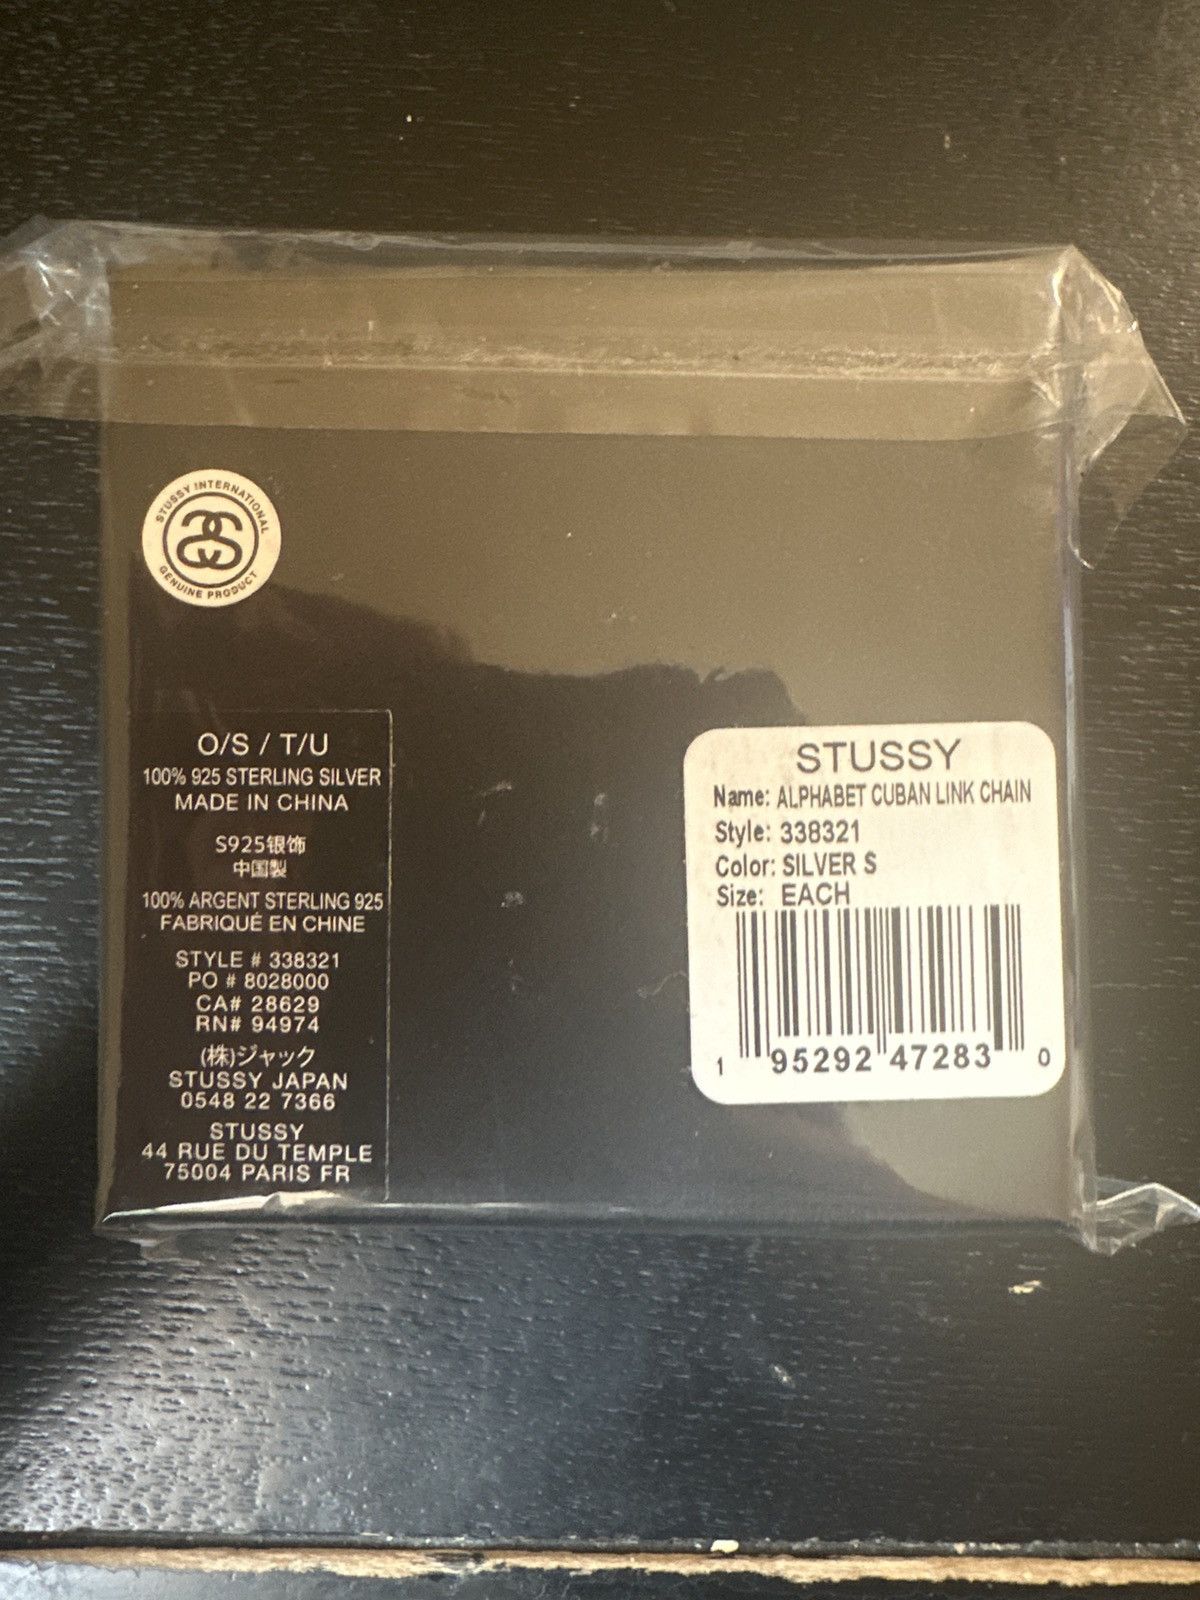 STUSSY INTERNATIONAL
GENUINE PRODUCT
O/S / T/U
100% 925 STERLING SILVER
MADE IN CHINA
S925银饰
中国製
100% ARGENT STERLING 925
FABRIQUÉ EN CHINE
STYLE # 338321
PO # 8028000
CA# 28629
RN# 94974
(株)ジャック
STUSSY JAPAN
0548 22 7366
STUSSY
44 RUE DU TEMPLE
75004 PARIS FR
STUSSY
Name: ALPHABET CUBAN LINK CHAIN
Style: 338321
Color: SILVER S
Size: EACH
1 95292 47283 0